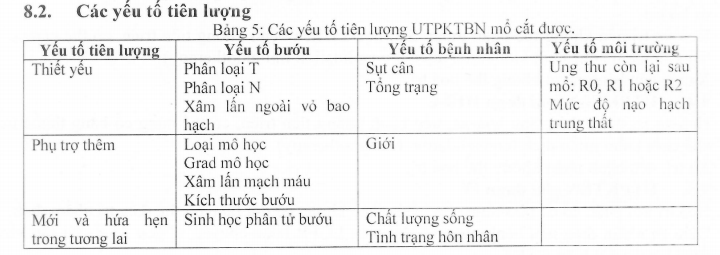 8.2. Các yếu tố tiên lượng
Bảng 5: Các yếu tố tiên lượng UTPKTBN mổ cắt được.
Yếu tố tiên lượng Yếu tố bướu Yếu tố bệnh nhân Yếu tố môi trường
Thiết yếu Phân loại T Sụt cân Ung thư còn lại sau
Phân loại N Tổng trạng mổ: R0, R1 hoặc R2
Xâm lấn ngoài vỏ bao Mức độ nạo hạch
hạch trung thất
Phụ trợ thêm Loại mô học Giới
Grad mô học
Xâm lấn mạch máu
Kích thước bướu
Mới và hứa hẹn Sinh học phân tử bướu Chất lượng sống
trong tương lai Tình trạng hôn nhân